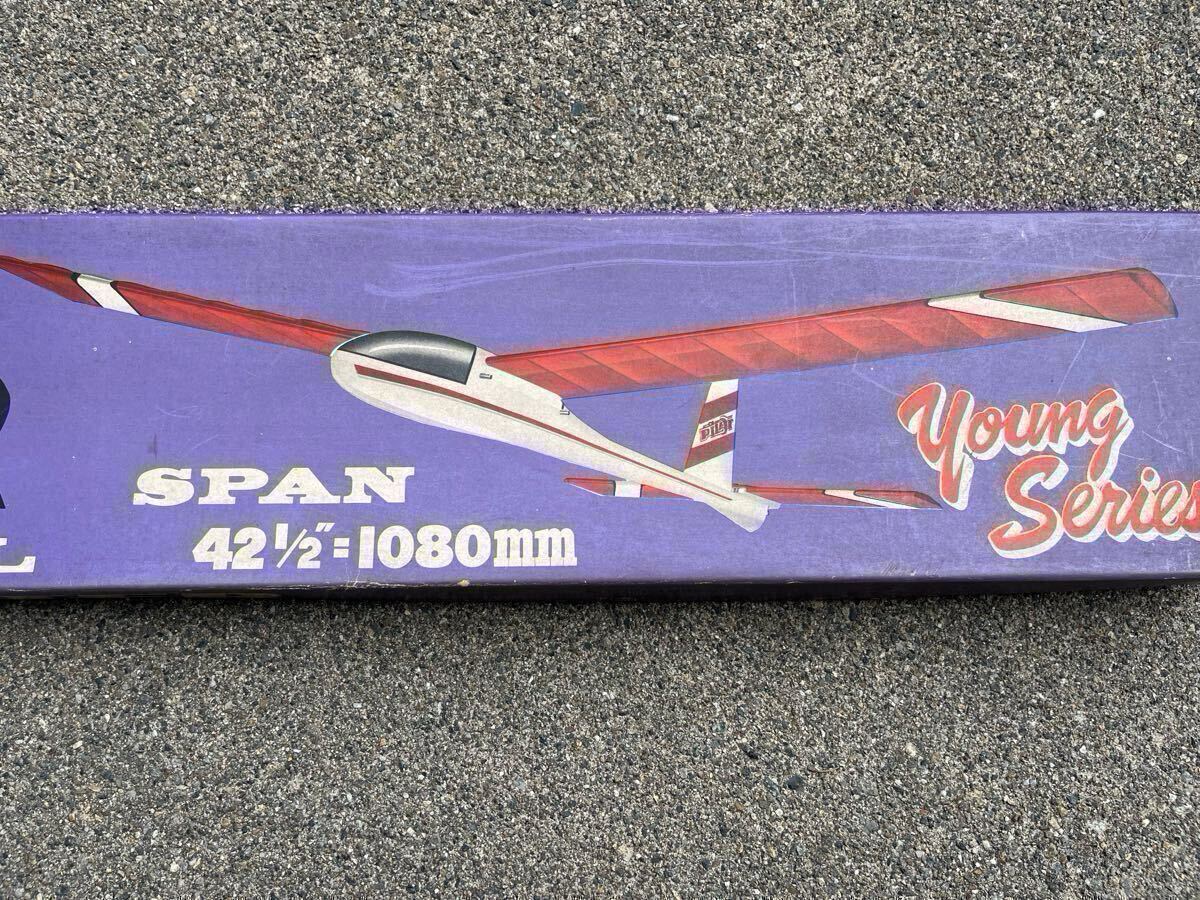 SPAN
42½"=1080mm
Young
Series
PILOT
L